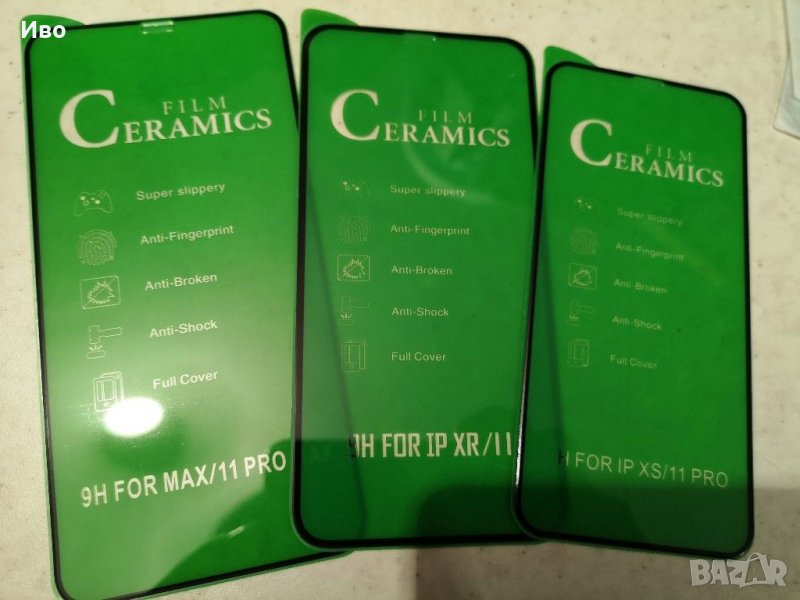 Иво
FILM
CERAMICS
Super slippery
Anti-Fingerprint
Anti-Broken
Anti-Shock
Full Cover
9H FOR MAX/11 PRO
FILM
CERAMICS
Super slippery
Anti-Fingerprint
Anti-Broken
Anti-Shock
Full Cover
9H FOR IP XR/11
FILM
CERAMICS
Super slippery
Anti-Fingerprint
Anti-Broken
Anti-Shock
Full Cover
H FOR IP XS/11 PRO
BAZAR